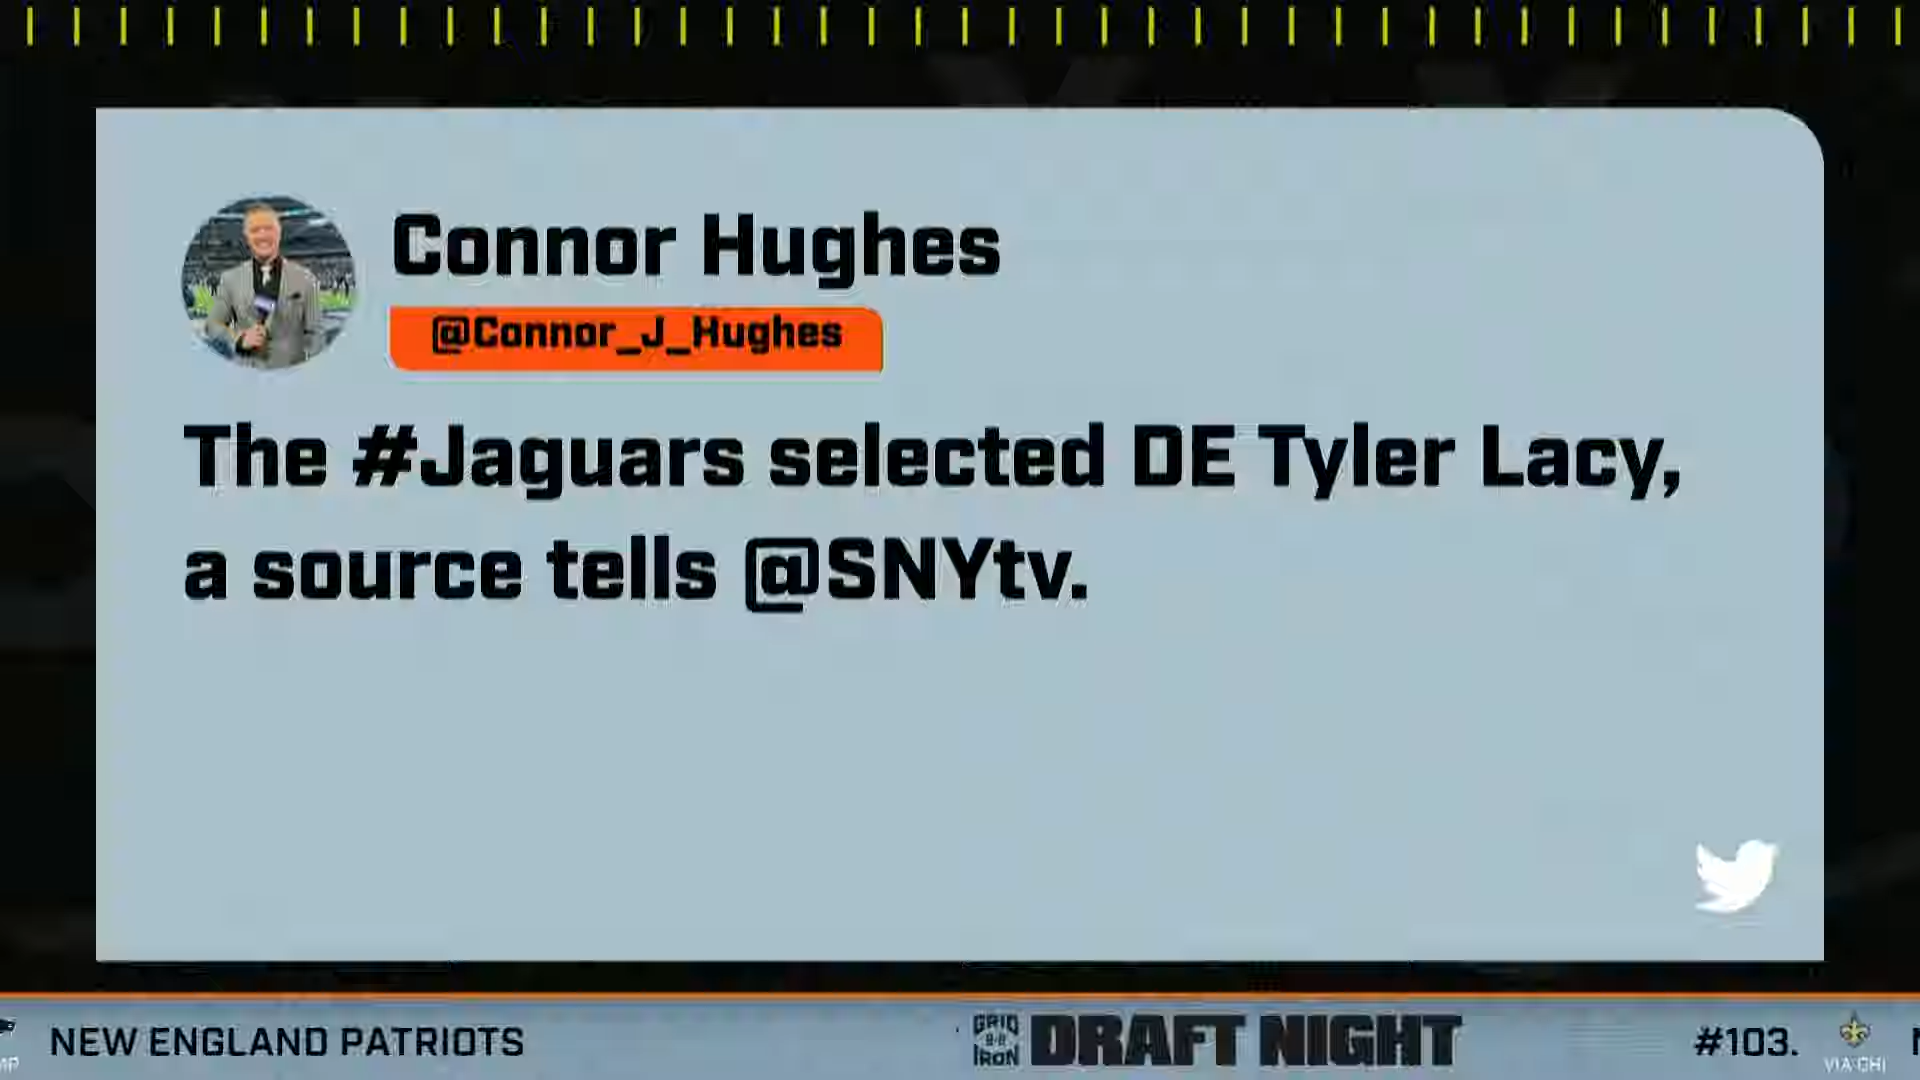 Connor Hughes
@Connor_J_Hughes
The #Jaguars selected DE Tyler Lacy,
a source tells @SNYtv.
NEW ENGLAND PATRIOTS
GRID
IRON
DRAFT NIGHT
#103.
VIA CHI